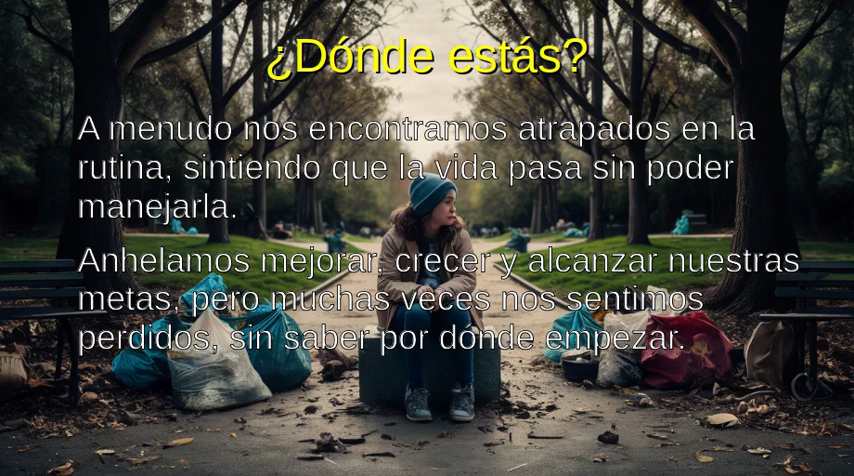 ¿Dónde estás?
A menudo nos encontramos atrapados en la
rutina, sintiendo que la vida pasa sin poder
manejarla.
Anhelamos mejorar, crecer y alcanzar nuestras
metas, pero muchas veces nos sentimos
perdidos, sin saber por dónde empezar.